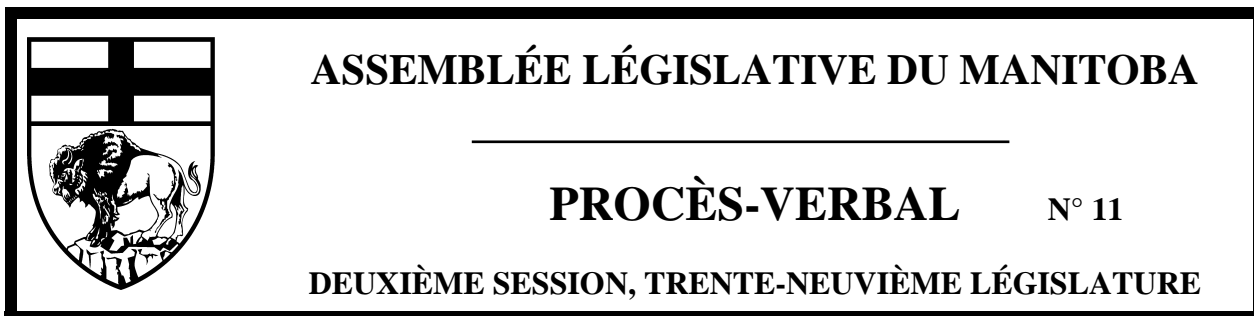 ASSEMBLÉE LÉGISLATIVE DU MANITOBA
PROCÈS-VERBAL N° 11
DEUXIÈME SESSION, TRENTE-NEUVIÈME LÉGISLATURE